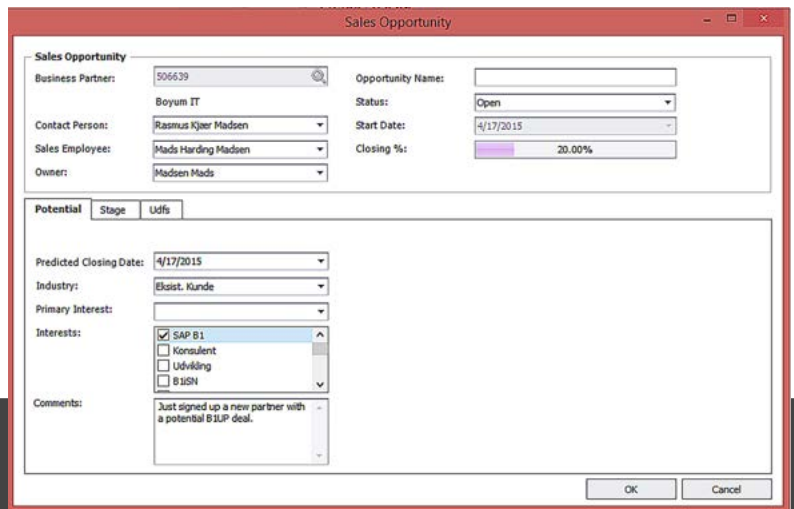 Sales Opportunity
Sales Opportunity
Business Partner: 506639 Opportunity Name:
Boyum IT Status: Open
Contact Person: Rasmus Kjær Madsen Start Date: 4/17/2015
Sales Employee: Mads Harding Madsen Closing %: 20.00%
Owner: Madsen Mads
Potential Stage Udfs
Predicted Closing Date: 4/17/2015
Industry: Eksist. Kunde
Primary Interest:
Interests: SAP B1
Konsulent
Udvikling
B1iSN
Comments: Just signed up a new partner with
a potential B1UP deal.
OK Cancel